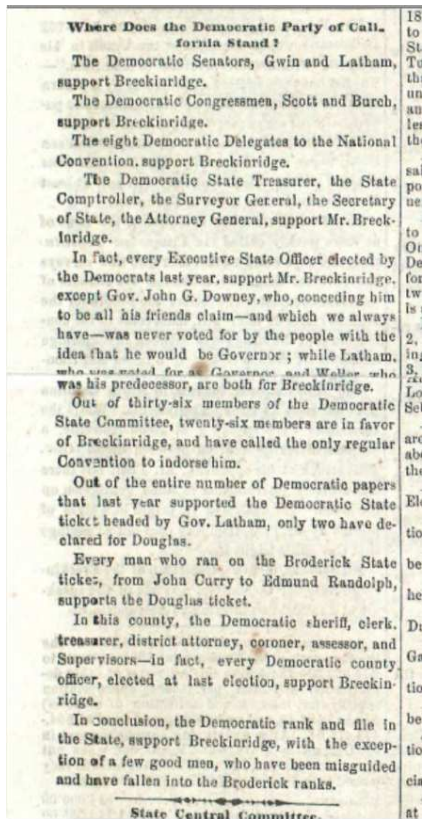 Where Does the Democratic Party of Cali-
fornia Stand?
The Democratic Senators, Gwin and Latham,
support Breckinridge.
The Democratic Congressmen, Scott and Burch,
support Breckinridge.
The eight Democratic Delegates to the National
Convention, support Breckinridge.
The Democratic State Treasurer, the State
Comptroller, the Surveyor General, the Secretary
of State, the Attorney General, support Mr. Breck-
inridge.
In fact, every Executive State Officer elected by
the Democrats last year, support Mr. Breckinridge,
except Gov. John G. Downey, who, conceding him
to be all his friends claim—and which we always
have—was never voted for by the people with the
idea that he would be Governor; while Latham,
who was voted for as Governor, and Weller, who
was his predecessor, are both for Breckinridge.
Out of thirty-six members of the Democratic
State Committee, twenty-six members are in favor
of Breckinridge, and have called the only regular
Convention to indorse him.
Out of the entire number of Democratic papers
that last year supported the Democratic State
ticket headed by Gov. Latham, only two have de-
clared for Douglas.
Every man who ran on the Broderick State
ticket, from John Curry to Edmund Randolph,
supports the Douglas ticket.
In this county, the Democratic sheriff, clerk,
treasurer, district attorney, coroner, assessor, and
Supervisors—in fact, every Democratic county
officer, elected at last election, support Breckin-
ridge.
In conclusion, the Democratic rank and file in
the State, support Breckinridge, with the excep-
tion of a few good men, who have been misguided
and have fallen into the Broderick ranks.
State Central Committee.